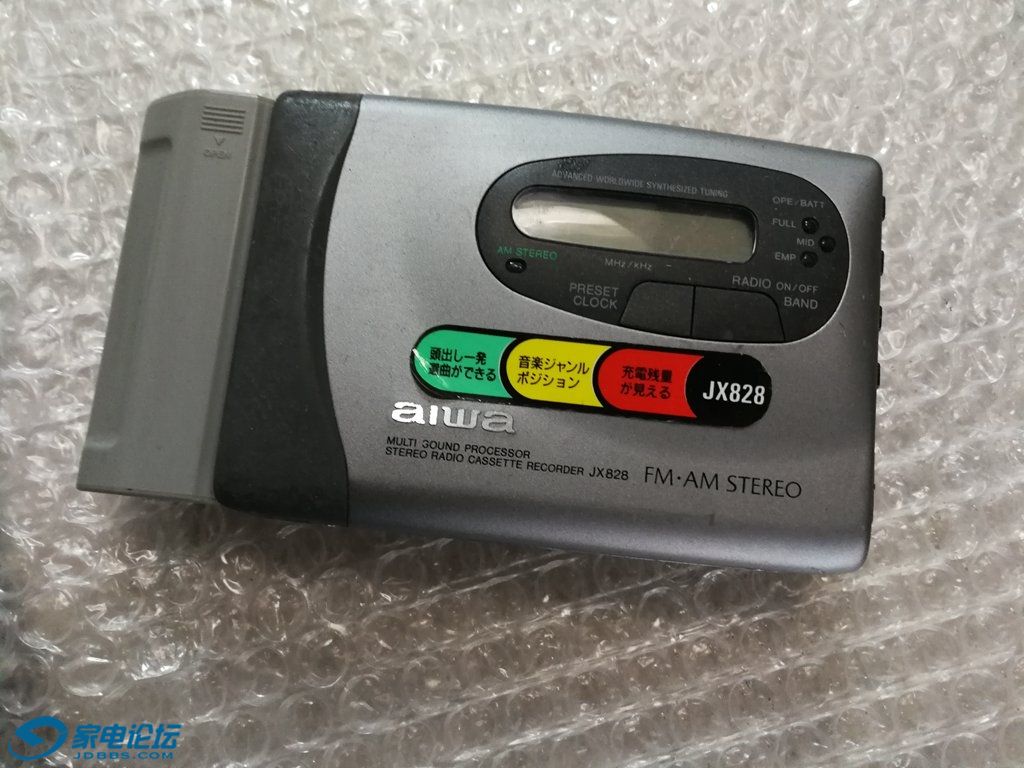 OPEN
ADVANCED WORLDWIDE SYNTHESIZED TUNING
OPE/BATT
FULL
MID
EMP
AM STEREO
MHz/kHz
PRESET
CLOCK
RADIO ON/OFF
BAND
頭出し一発
選曲ができる
音楽ジャンル
ポジション
充電残量
が見える
JX828
aiwa
MULTI SOUND PROCESSOR
STEREO RADIO CASSETTE RECORDER JX828
FM·AM STEREO
家电论坛
JDBBS.COM